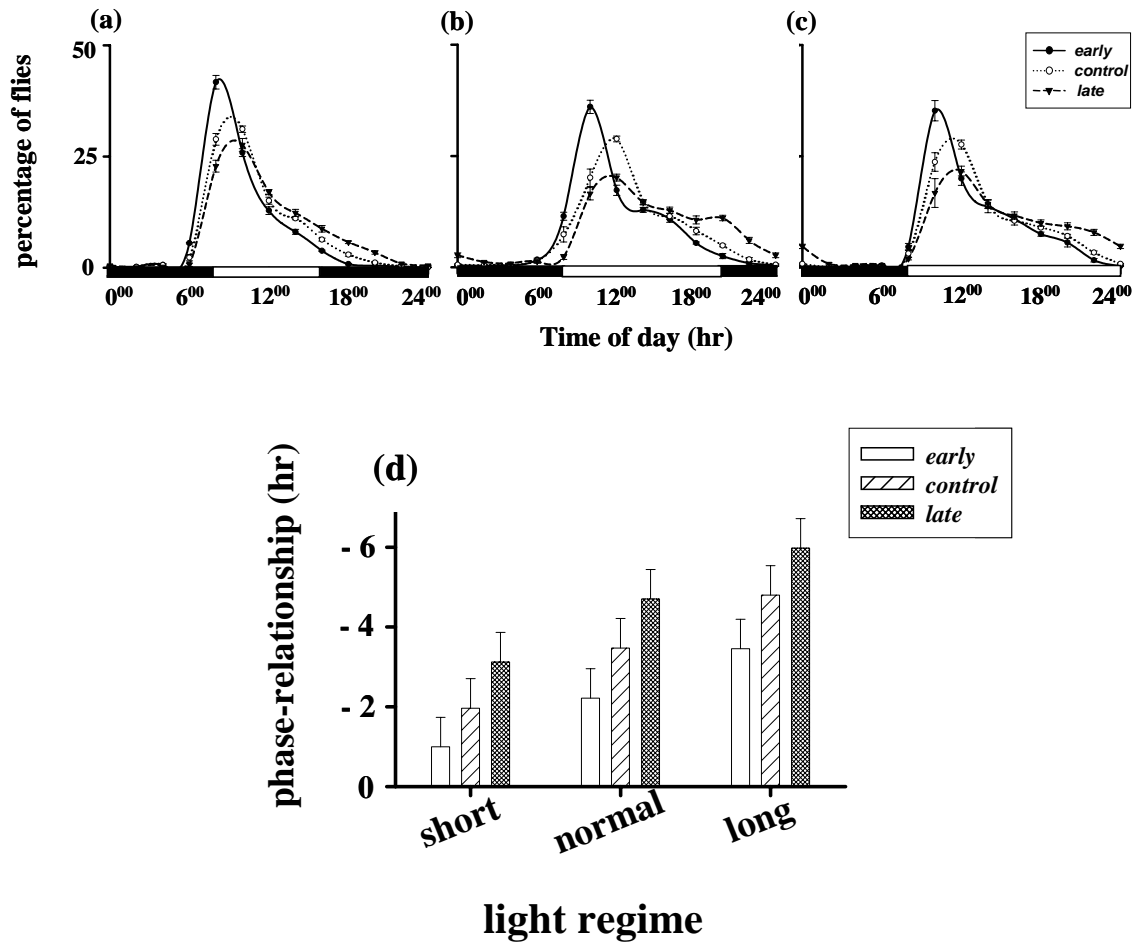 (a) (b) (c)
50
25
0
percentage of flies
early
control
late
0⁰⁰ 6⁰⁰ 12⁰⁰ 18⁰⁰ 24⁰⁰ 0⁰⁰ 6⁰⁰ 12⁰⁰ 18⁰⁰ 24⁰⁰ 0⁰⁰ 6⁰⁰ 12⁰⁰ 18⁰⁰ 24⁰⁰
Time of day (hr)
(d)
early
control
late
phase-relationship (hr)
- 6
- 4
- 2
0
short normal long
light regime